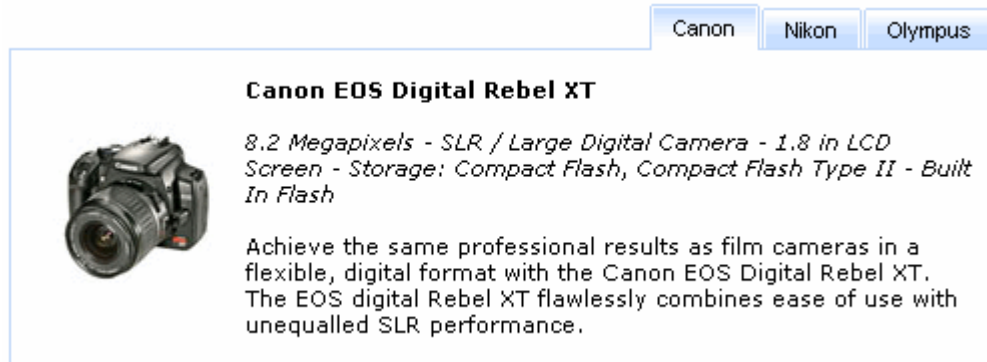 Canon Nikon Olympus
Canon EOS Digital Rebel XT
8.2 Megapixels - SLR / Large Digital Camera - 1.8 in LCD
Screen - Storage: Compact Flash, Compact Flash Type II - Built
In Flash
Achieve the same professional results as film cameras in a
flexible, digital format with the Canon EOS Digital Rebel XT.
The EOS digital Rebel XT flawlessly combines ease of use with
unequalled SLR performance.